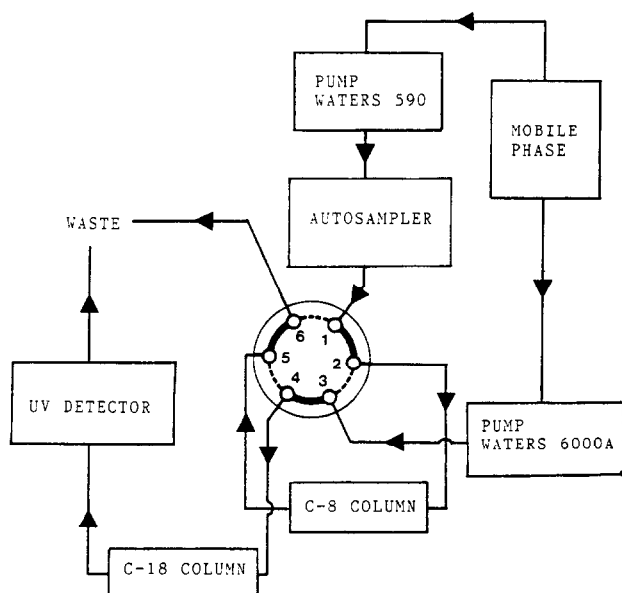 PUMP
WATERS 590
MOBILE
PHASE
AUTOSAMPLER
WASTE
6
1
5
2
4
3
UV DETECTOR
PUMP
WATERS 6000A
C-8 COLUMN
C-18 COLUMN